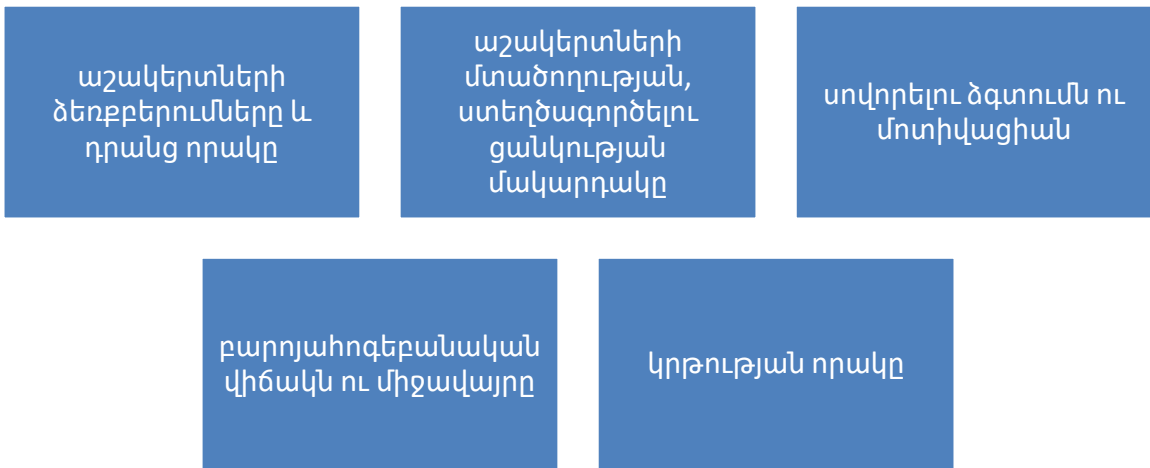 աշակերտների
ձեռքբերումները և
դրանց որակը
աշակերտների
մտածողության,
ստեղծագործելու
ցանկության
մակարդակը
սովորելու ձգտումն ու
մոտիվացիան
բարոյահոգեբանական
վիճակն ու միջավայրը
կրթության որակը